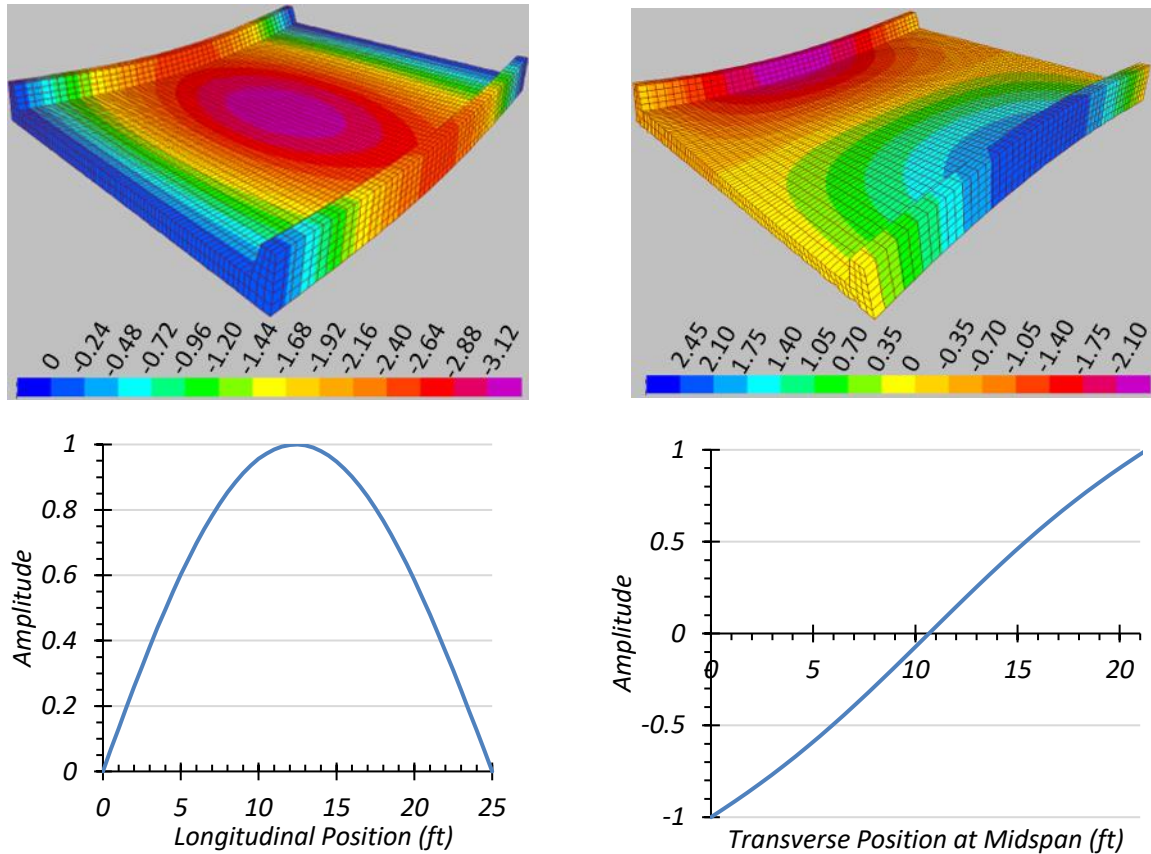 0 -0.24 -0.48 -0.72 -0.96 -1.20 -1.44 -1.68 -1.92 -2.16 -2.40 -2.64 -2.88 -3.12
2.45 2.10 1.75 1.40 1.05 0.70 0.35 0 -0.35 -0.70 -1.05 -1.40 -1.75 -2.10
1
0.8
0.6
0.4
0.2
0
Amplitude
0 5 10 15 20 25
Longitudinal Position (ft)
1
0.5
0
-0.5
-1
Amplitude
0 5 10 15 20
Transverse Position at Midspan (ft)